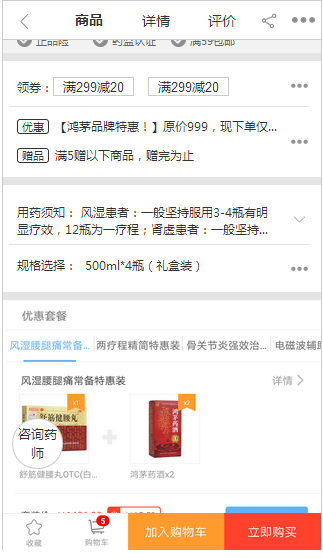 商品 详情 评价
正品险 药监认证 满59包邮
领券： 满299减20 满299减20
优惠 【鸿茅品牌特惠！】原价999，现下单仅...
赠品 满5赠以下商品，赠完为止
用药须知： 风湿患者：一般坚持服用3-4瓶有明
显疗效，12瓶为一疗程；肾虚患者：一般坚持...
规格选择： 500ml*4瓶（礼盒装）
优惠套餐
风湿腰腿痛常备... 两疗程精简特惠装 骨关节炎强效治... 电磁波辅助
风湿腰腿痛常备特惠装 详情
x1 x2
舒筋健腰丸
鸿茅药酒
咨询药
师
舒筋健腰丸OTC(白... 鸿茅药酒x2
收藏 购物车 5 加入购物车 立即购买